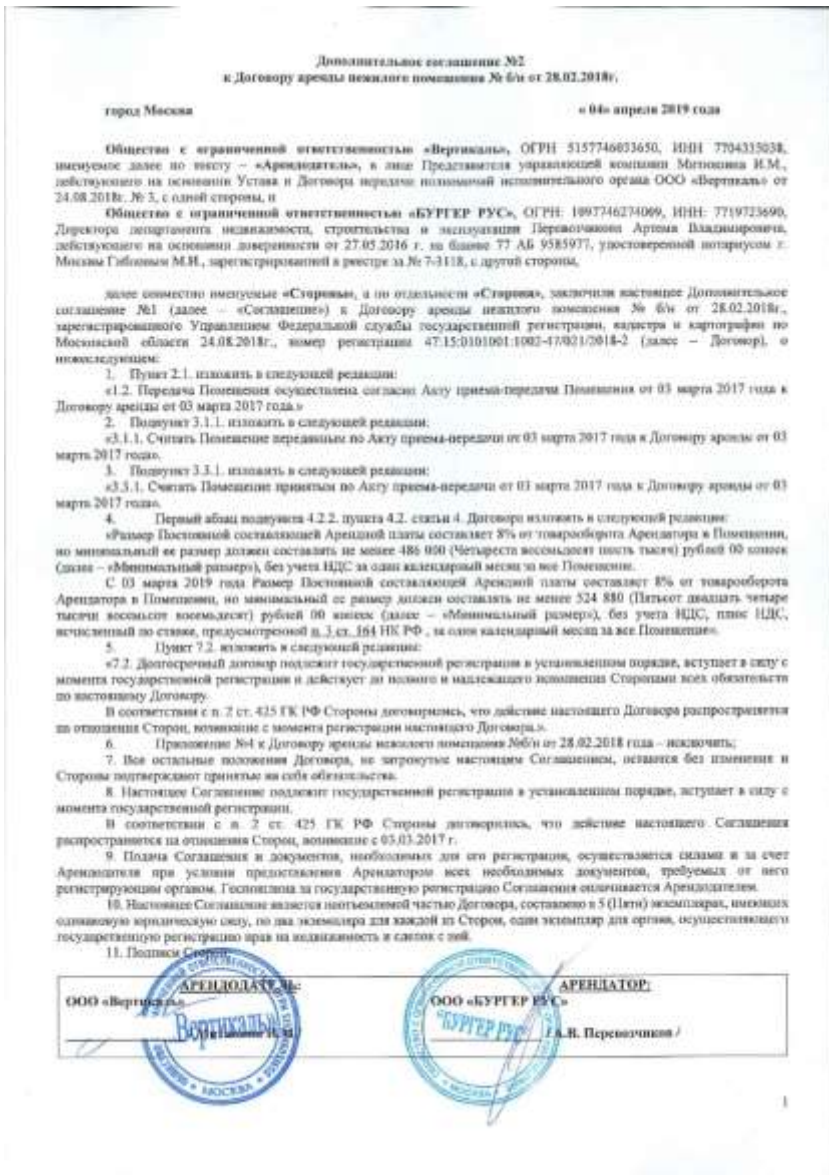 Дополнительное соглашение №2
к Договору аренды нежилого помещения № б/н от 28.02.2018г.
город Москва « 04» апреля 2019 года
Общество с ограниченной ответственностью «Вертикаль», ОГРН 5157746033650, ИНН 7704335038,
именуемое далее по тексту – «Арендодатель», в лице Представителя управляющей компании Митюшина И.М.,
действующего на основании Устава и Договора передачи полномочий исполнительного органа ООО «Вертикаль» от
24.08.2018г. № 3, с одной стороны, и
Общество с ограниченной ответственностью «БУРГЕР РУС», ОГРН: 1097746274009, ИНН: 7719723690,
Директора департамента недвижимости, строительства и эксплуатации Перевозчикова Артема Владимировича,
действующего на основании доверенности от 27.05.2016 г. на бланке 77 АБ 9585977, удостоверенной нотариусом г.
Москвы М.И., зарегистрированной в реестре за № 7-3118, с другой стороны,
далее совместно именуемые «Стороны», а по отдельности «Сторона», заключили настоящее Дополнительное
соглашение №1 (далее – «Соглашение») к Договору аренды нежилого помещения № б/н от 28.02.2018г.,
зарегистрированного Управлением Федеральной службы государственной регистрации, кадастра и картографии по
Московской области 24.08.2018г., номер регистрации 47:15:0101001:1002-47/021/2018-2 (далее – Договор), о
нижеследующем:
1. Пункт 2.1. изложить в следующей редакции:
«1.2. Передача Помещения осуществлена согласно Акту приема-передачи Помещения от 03 марта 2017 года к
Договору аренды от 03 марта 2017 года.»
2. Подпункт 3.1.1. изложить в следующей редакции:
«3.1.1. Считать Помещение переданным по Акту приема-передачи от 03 марта 2017 года к Договору аренды от 03
марта 2017 года».
3. Подпункт 3.3.1. изложить в следующей редакции:
«3.3.1. Считать Помещение принятым по Акту приема-передачи от 03 марта 2017 года к Договору аренды от 03
марта 2017 года».
4. Первый абзац подпункта 4.2.2. пункта 4.2. статьи 4. Договора изложить в следующей редакции:
«Размер Постоянной составляющей Арендной платы составляет 8% от товарооборота Арендатора в Помещении,
но минимальный ее размер должен составлять не менее 486 000 (Четыреста восемьдесят шесть тысяч) рублей 00 копеек
(далее – «Минимальный размер»), без учета НДС за один календарный месяц за все Помещение.
С 03 марта 2019 года Размер Постоянной составляющей Арендной платы составляет 8% от товарооборота
Арендатора в Помещении, но минимальный ее размер должен составлять не менее 524 880 (Пятьсот двадцать четыре
тысячи восемьсот восемьдесят) рублей 00 копеек (далее – «Минимальный размер»), без учета НДС, плюс НДС,
исчисленный по ставке, предусмотренной п. 3 ст. 164 НК РФ , за один календарный месяц за все Помещение».
5. Пункт 7.2. изложить в следующей редакции:
«7.2. Долгосрочный договор подлежит государственной регистрации в установленном порядке, вступает в силу с
момента государственной регистрации и действует до полного и надлежащего исполнения Сторонами всех обязательств
по настоящему Договору.
В соответствии с п. 2 ст. 425 ГК РФ Стороны договорились, что действие настоящего Договора распространяется
на отношения Сторон, возникшие с момента регистрации настоящего Договора.».
6. Приложение №4 к Договору аренды нежилого помещения №б/н от 28.02.2018 года – исключить;
7. Все остальные положения Договора, не затронутые настоящим Соглашением, остаются без изменения и
Стороны подтверждают принятые на себя обязательства.
8. Настоящее Соглашение подлежит государственной регистрации в установленном порядке, вступает в силу с
момента государственной регистрации.
В соответствии с п. 2 ст. 425 ГК РФ Стороны договорились, что действие настоящего Соглашения
распространяется на отношения Сторон, возникшие с 03.03.2017 г.
9. Подача Соглашения и документов, необходимых для его регистрации, осуществляется силами и за счет
Арендодателя при условии предоставления Арендатором всех необходимых документов, требуемых от него
регистрирующим органом. Госпошлина за государственную регистрацию Соглашения оплачивается Арендодателем.
10. Настоящее Соглашение является неотъемлемой частью Договора, составлено в 5 (Пяти) экземплярах, имеющих
одинаковую юридическую силу, по два экземпляра для каждой из Сторон, один экземпляр для органа, осуществляющего
государственную регистрацию прав на недвижимость и сделок с ней.
11. Подписи Сторон:
АРЕНДОДАТЕЛЬ: АРЕНДАТОР:
ООО «Вертикаль» ООО «БУРГЕР РУС»
Вертикаль» "БУРГЕР РУС"
/ А.В. Перевозчиков /
МОСКВА МОСКВА
1